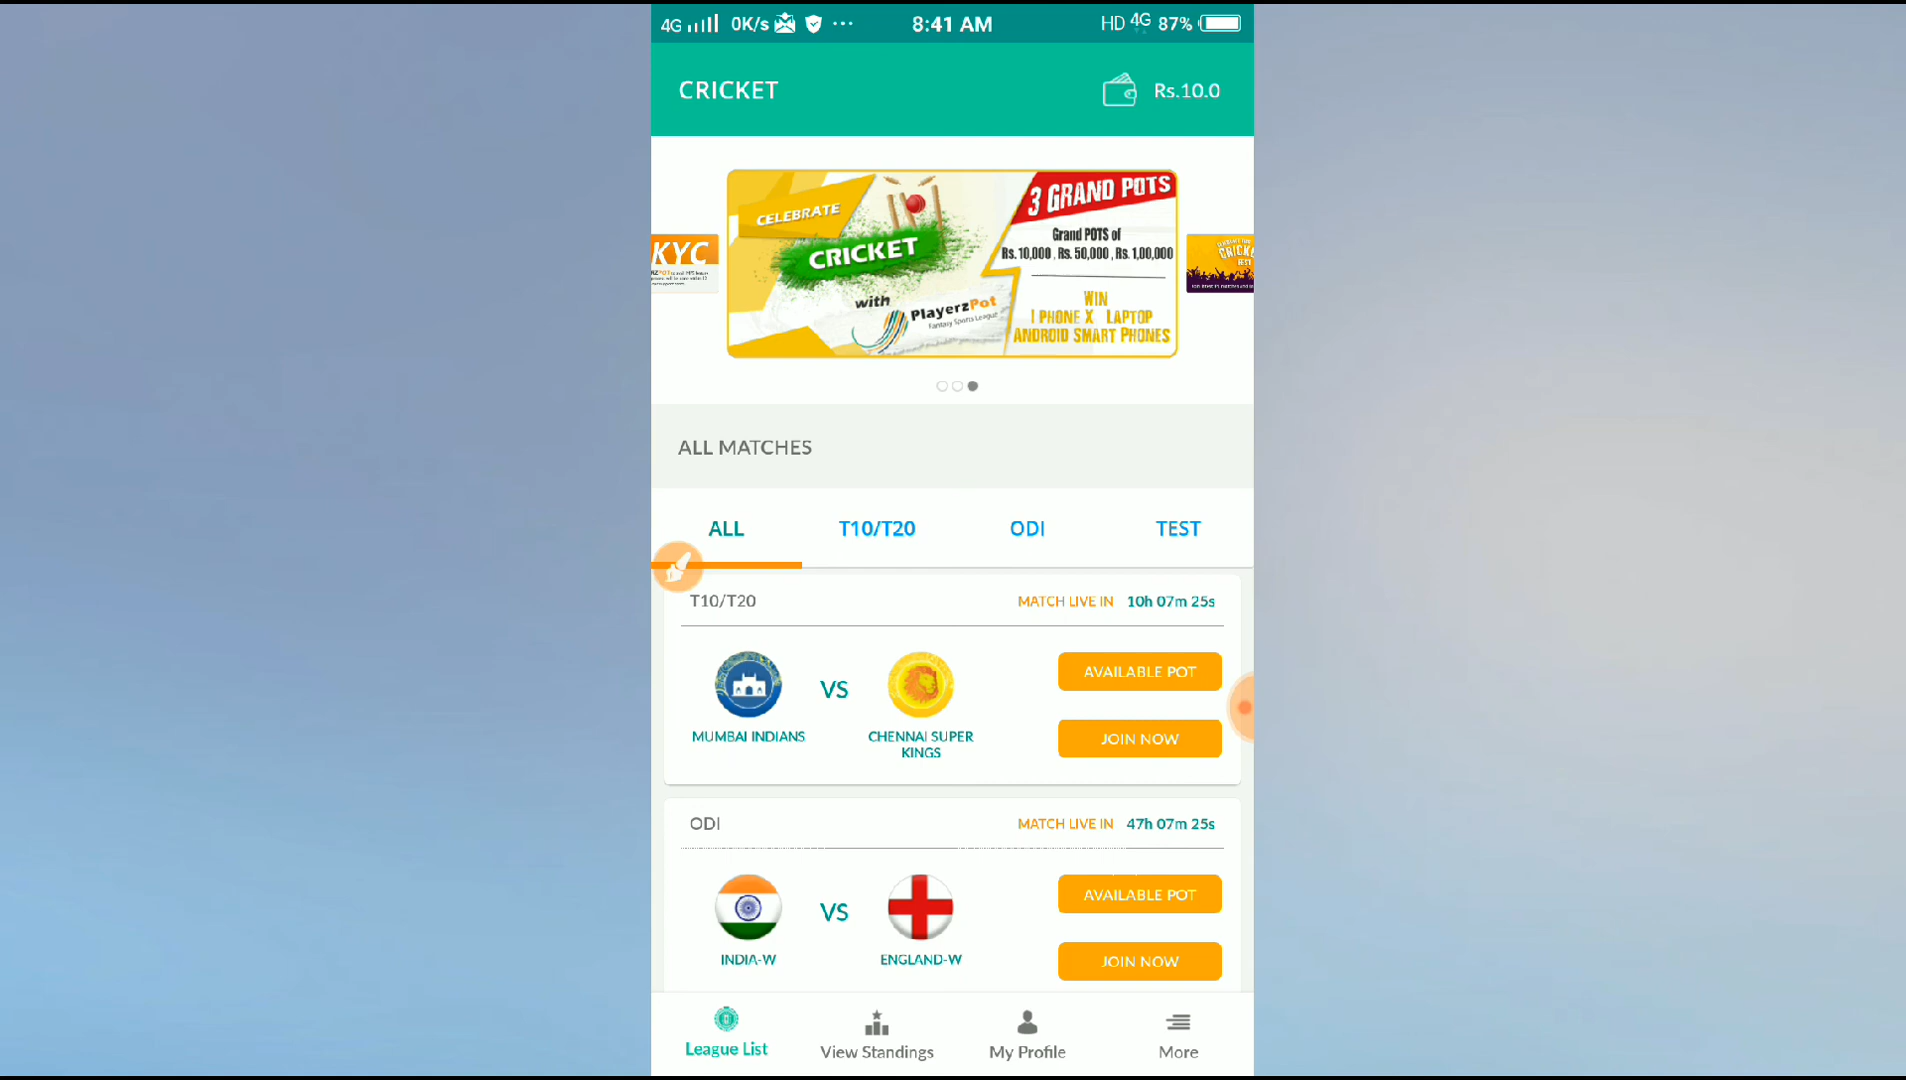 4G 0K/s ... 8:41 AM HD 4G 87%
CRICKET Rs.10.0
KYC
CELEBRATE
CRICKET
with
PlayerzPot
Fantasy Sports League
3 GRAND POTS
Grand POTS of
Rs. 10,000 , Rs. 50,000 , Rs. 1,00,000
WIN
I PHONE X LAPTOP
ANDROID SMART PHONES
ALL MATCHES
ALL T10/T20 ODI TEST
T10/T20 MATCH LIVE IN 10h 07m 25s
MUMBAI INDIANS VS CHENNAI SUPER KINGS
AVAILABLE POT
JOIN NOW
ODI MATCH LIVE IN 47h 07m 25s
INDIA-W VS ENGLAND-W
AVAILABLE POT
JOIN NOW
League List View Standings My Profile More